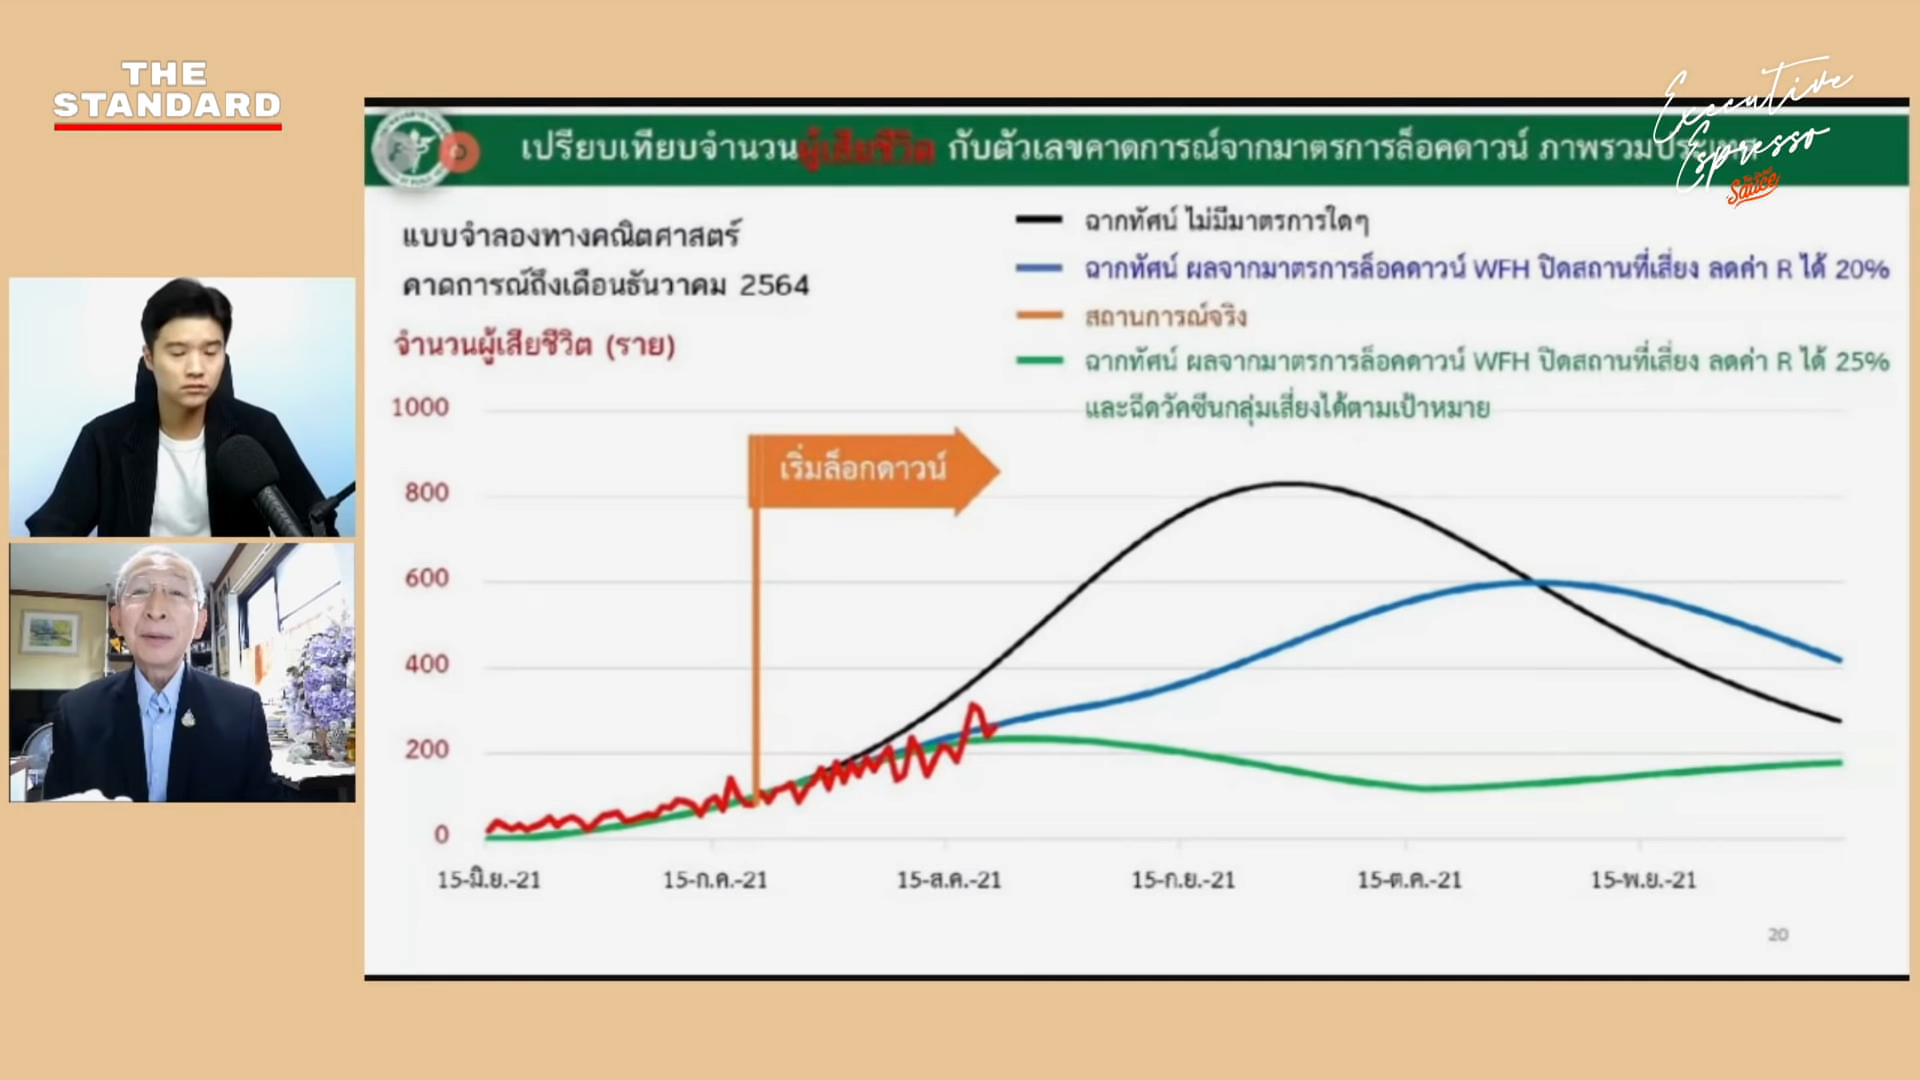 THE
STANDARD
Executive
Espresso
The Secret
Sauce
เปรียบเทียบจำนวนผู้เสียชีวิต กับตัวเลขคาดการณ์จากมาตรการล็อคดาวน์ ภาพรวมประเทศ
แบบจำลองทางคณิตศาสตร์
คาดการณ์ถึงเดือนธันวาคม 2564
จำนวนผู้เสียชีวิต (ราย)
ฉากทัศน์ ไม่มีมาตรการใดๆ
ฉากทัศน์ ผลจากมาตรการล็อคดาวน์ WFH ปิดสถานที่เสี่ยง ลดค่า R ได้ 20%
สถานการณ์จริง
ฉากทัศน์ ผลจากมาตรการล็อคดาวน์ WFH ปิดสถานที่เสี่ยง ลดค่า R ได้ 25%
และฉีดวัคซีนกลุ่มเสี่ยงได้ตามเป้าหมาย
1000
800
600
400
200
0
เริ่มล็อกดาวน์
15-มิ.ย.-21
15-ก.ค.-21
15-ส.ค.-21
15-ก.ย.-21
15-ต.ค.-21
15-พ.ย.-21
20